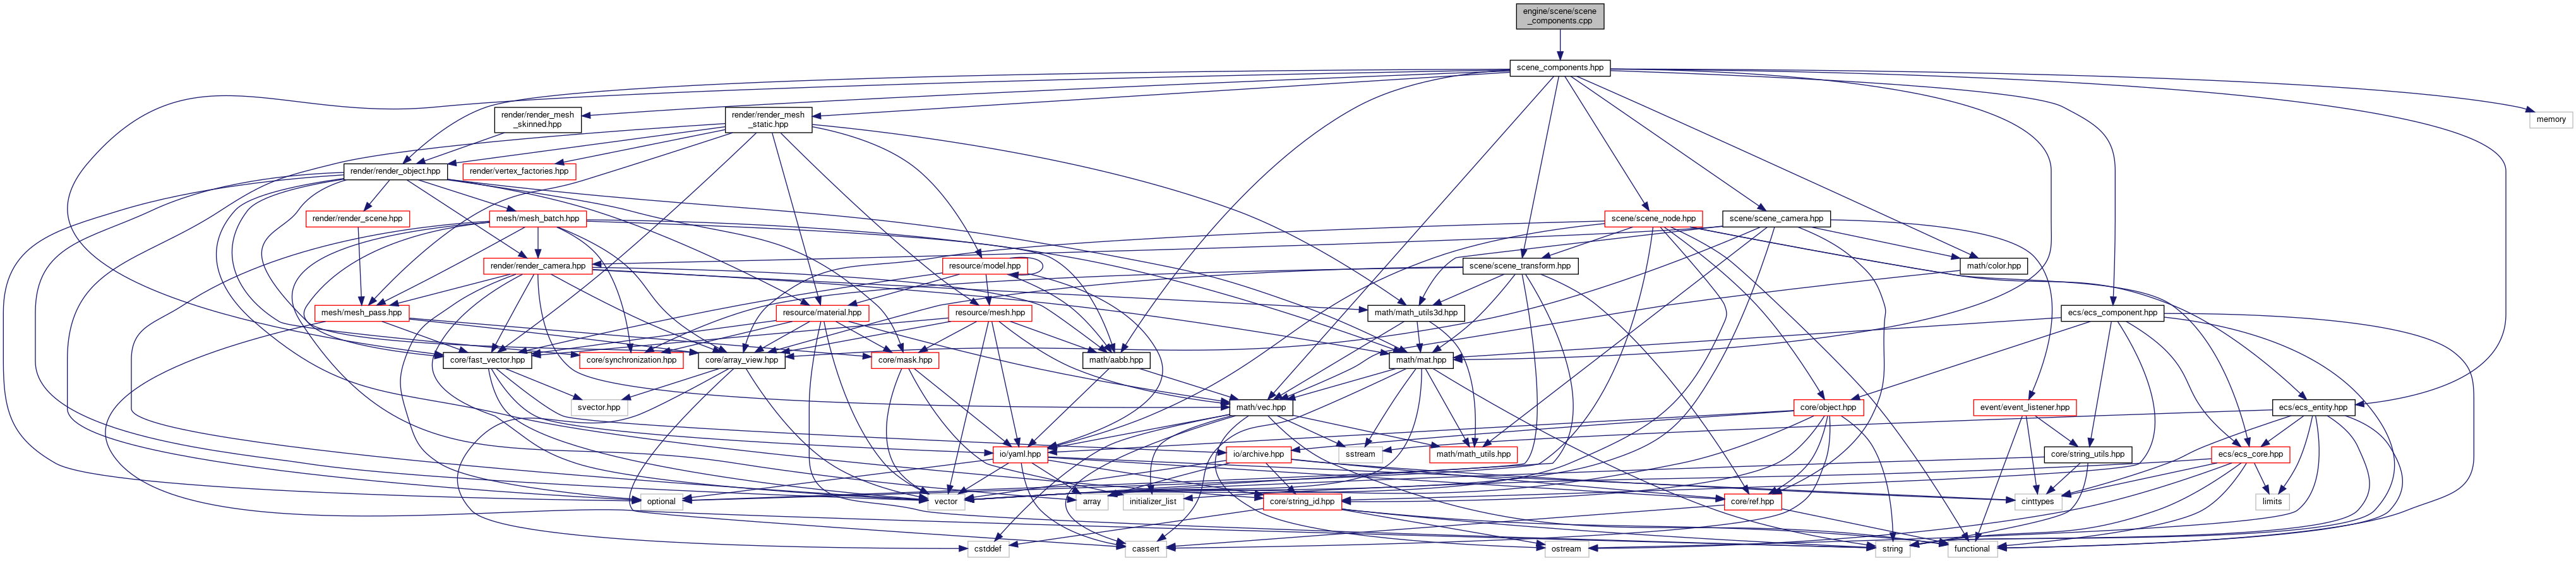 engine/scene/scene
_components.cpp
scene_components.hpp
render/render_mesh
_skinned.hpp
render/render_mesh
_static.hpp
memory
render/render_object.hpp
render/vertex_factories.hpp
render/render_scene.hpp
mesh/mesh_batch.hpp
scene/scene_node.hpp
scene/scene_camera.hpp
render/render_camera.hpp
resource/model.hpp
scene/scene_transform.hpp
math/color.hpp
mesh/mesh_pass.hpp
resource/material.hpp
resource/mesh.hpp
math/math_utils3d.hpp
ecs/ecs_component.hpp
core/fast_vector.hpp
core/synchronization.hpp
core/array_view.hpp
core/mask.hpp
math/aabb.hpp
math/mat.hpp
svector.hpp
math/vec.hpp
core/object.hpp
event/event_listener.hpp
ecs/ecs_entity.hpp
io/yaml.hpp
io/archive.hpp
sstream
math/math_utils.hpp
core/string_utils.hpp
ecs/ecs_core.hpp
optional
vector
array
initializer_list
core/string_id.hpp
core/ref.hpp
cinttypes
limits
cstddef
cassert
ostream
string
functional